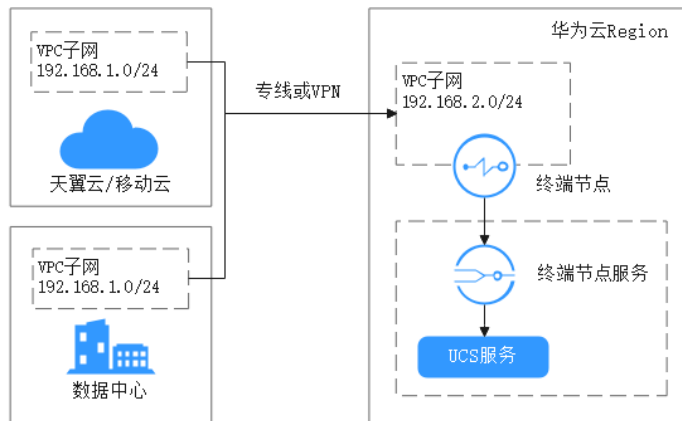 VPC子网
192.168.1.0/24
天翼云/移动云
VPC子网
192.168.1.0/24
数据中心
专线或VPN
华为云Region
VPC子网
192.168.2.0/24
终端节点
终端节点服务
UCS服务